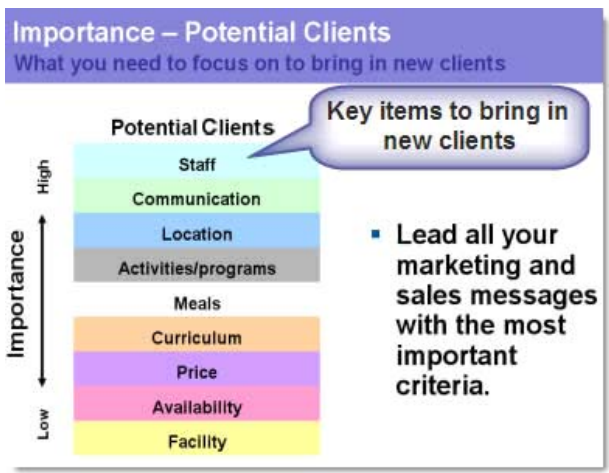 Importance – Potential Clients
What you need to focus on to bring in new clients
Key items to bring in
new clients
Potential Clients
High
Importance
Low
Staff
Communication
Location
Activities/programs
Meals
Curriculum
Price
Availability
Facility
▪ Lead all your
marketing and
sales messages
with the most
important
criteria.